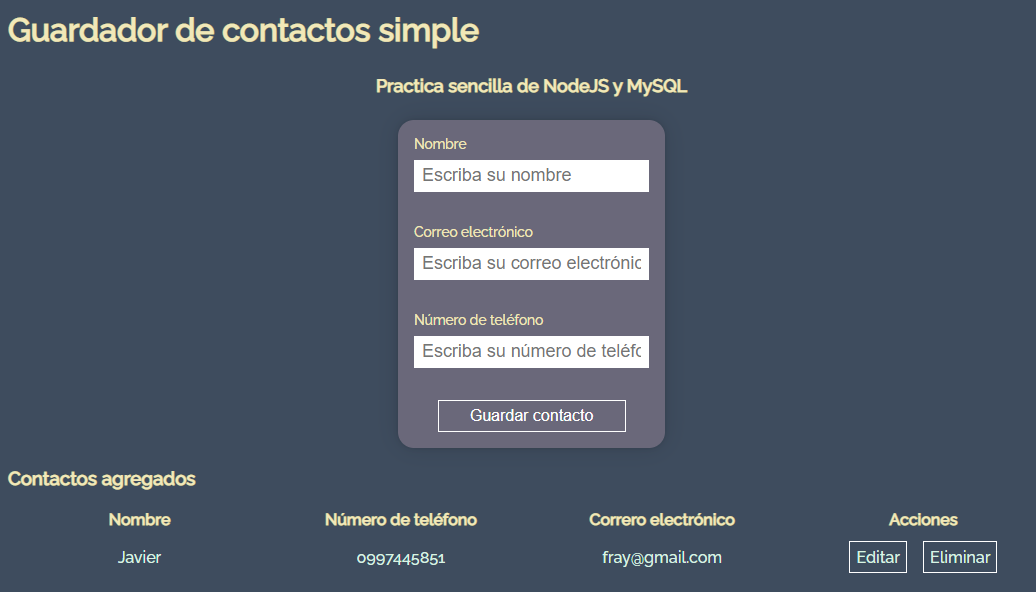 Guardador de contactos simple
Practica sencilla de NodeJS y MySQL
Nombre
Escriba su nombre
Correo electrónico
Escriba su correo electrónic
Número de teléfono
Escriba su número de teléfc
Guardar contacto
Contactos agregados
Nombre Número de teléfono Correro electrónico Acciones
Javier 0997445851 fray@gmail.com Editar Eliminar